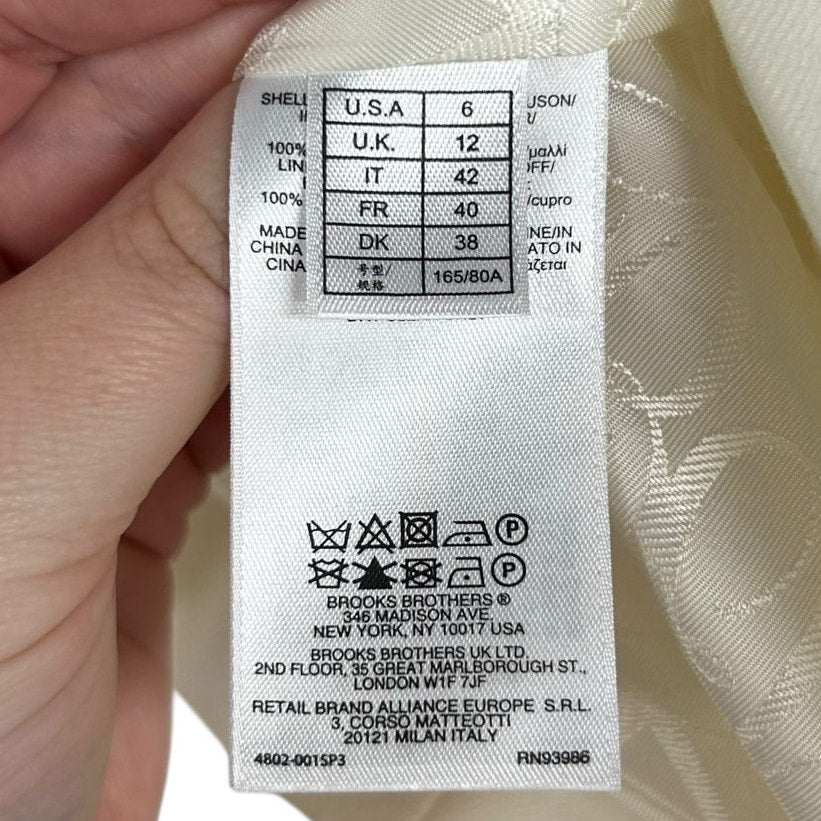 SHELL
USON/
100%
μαλλί
LIN
OFF/
100%
/cupro
MADE
NE/IN
CHINA
ATO IN
CINA
άζεται
U.S.A 6
U.K. 12
IT 42
FR 40
DK 38
号型/规格 165/80A
P
P
BROOKS BROTHERS ®
346 MADISON AVE.
NEW YORK, NY 10017 USA
BROOKS BROTHERS UK LTD.
2ND FLOOR, 35 GREAT MARLBOROUGH ST.,
LONDON W1F 7JF
RETAIL BRAND ALLIANCE EUROPE S.R.L.
3, CORSO MATTEOTTI
20121 MILAN ITALY
4802-001SP3 RN93986